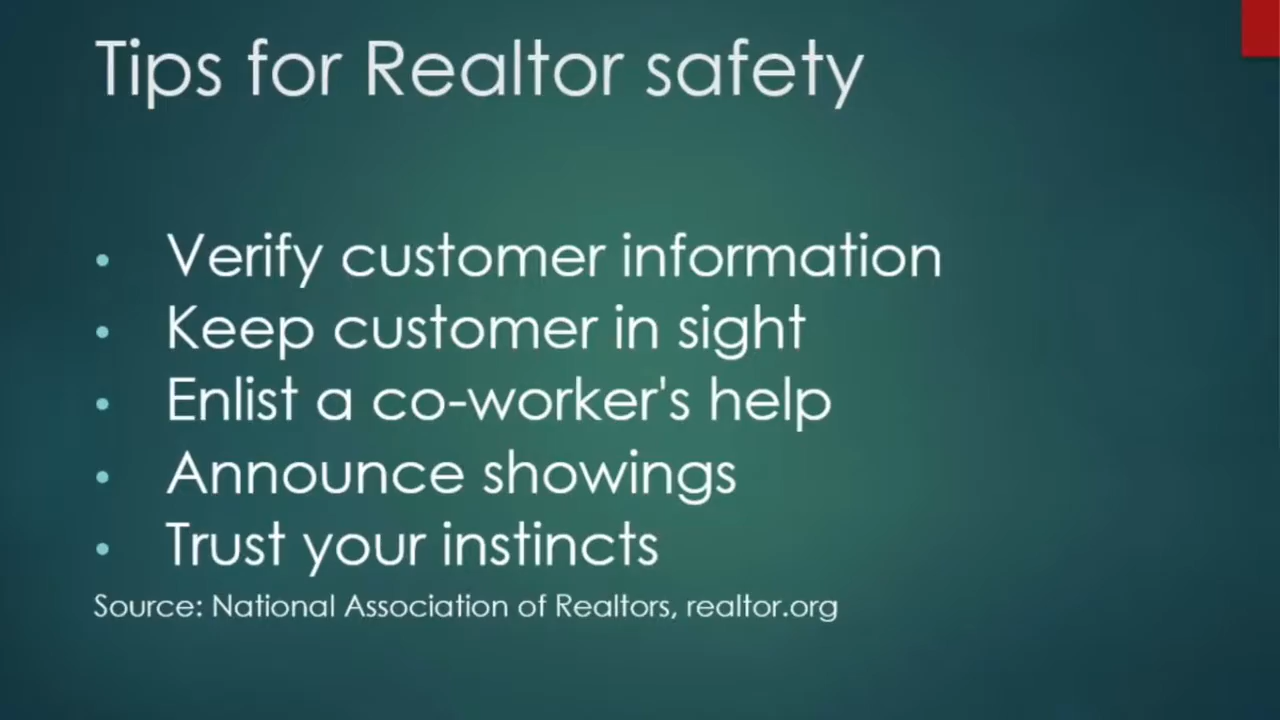 Tips for Realtor safety
• Verify customer information
• Keep customer in sight
• Enlist a co-worker's help
• Announce showings
• Trust your instincts
Source: National Association of Realtors, realtor.org